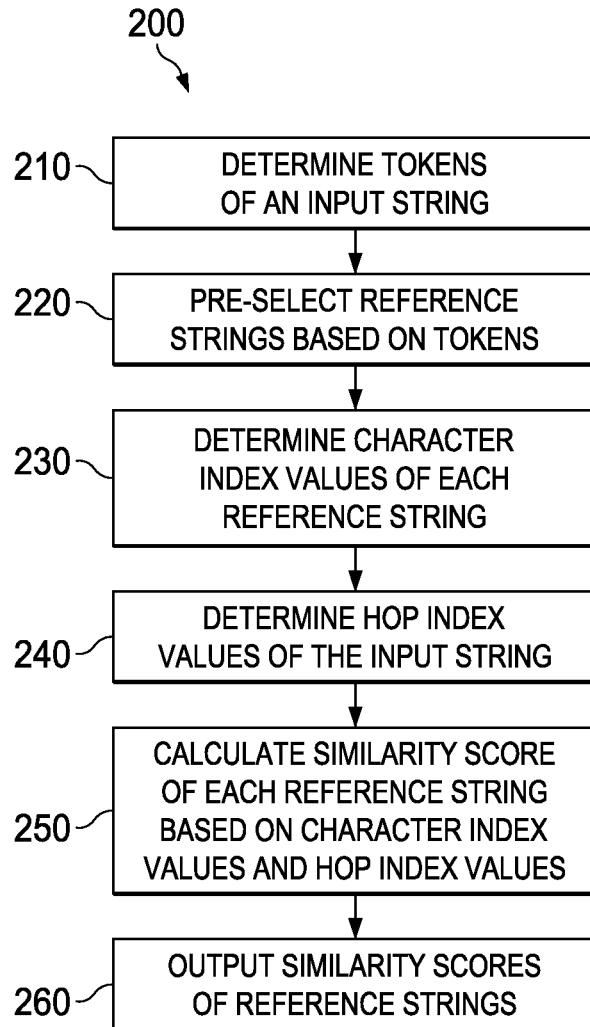 200
210
DETERMINE TOKENS
OF AN INPUT STRING
220
PRE-SELECT REFERENCE
STRINGS BASED ON TOKENS
230
DETERMINE CHARACTER
INDEX VALUES OF EACH
REFERENCE STRING
240
DETERMINE HOP INDEX
VALUES OF THE INPUT STRING
250
CALCULATE SIMILARITY SCORE
OF EACH REFERENCE STRING
BASED ON CHARACTER INDEX
VALUES AND HOP INDEX VALUES
260
OUTPUT SIMILARITY SCORES
OF REFERENCE STRINGS